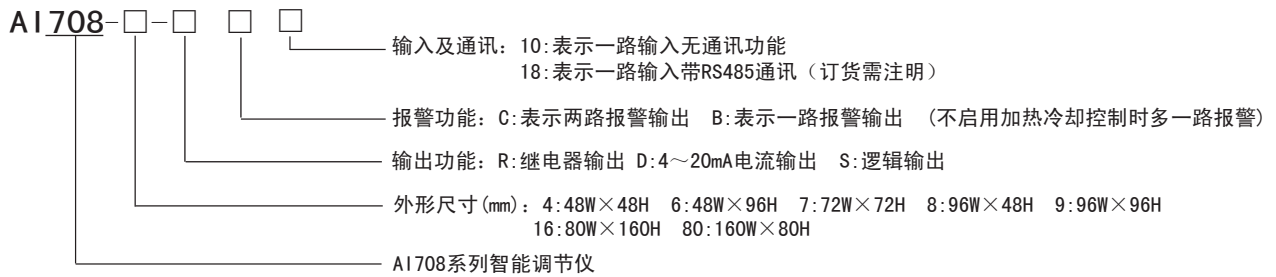 AI708-□-□ □ □
输入及通讯: 10:表示一路输入无通讯功能
18:表示一路输入带RS485通讯（订货需注明）
报警功能: C:表示两路报警输出 B:表示一路报警输出 (不启用加热冷却控制时多一路报警)
输出功能: R:继电器输出 D:4～20mA电流输出 S:逻辑输出
外形尺寸(mm): 4:48W×48H 6:48W×96H 7:72W×72H 8:96W×48H 9:96W×96H
16:80W×160H 80:160W×80H
AI708系列智能调节仪